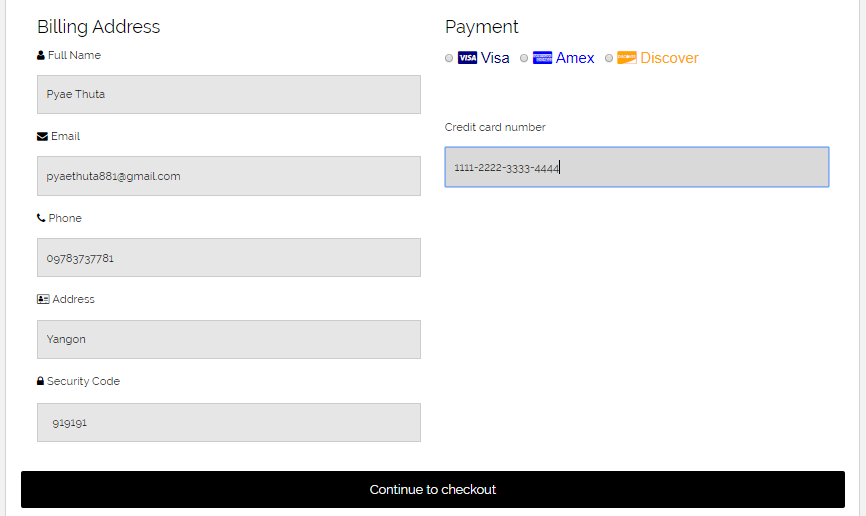 Billing Address
Full Name
Pyae Thuta
Email
pyaethuta881@gmail.com
Phone
09783737781
Address
Yangon
Security Code
919191
Payment
VISA Visa Amex Discover
Credit card number
1111-2222-3333-4444
Continue to checkout